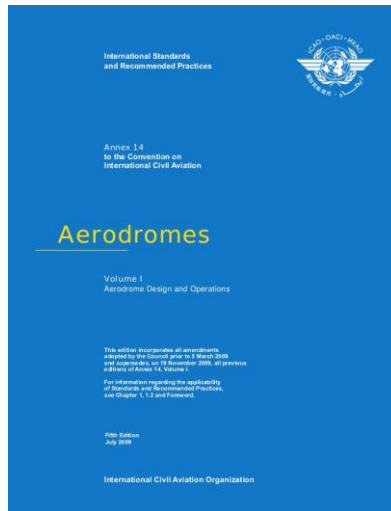 International Standards
and Recommended Practices
ICAO · OACI · ИКАО
Annex 14
to the Convention on
International Civil Aviation
Aerodromes
Volume I
Aerodrome Design and Operations
This edition incorporates all amendments
adopted by the Council prior to 5 March 2009
and supersedes, on 19 November 2009, all previous
editions of Annex 14, Volume I.
For information regarding the applicability
of Standards and Recommended Practices,
see Chapter 1, 1.2 and Foreword.
Fifth Edition
July 2009
International Civil Aviation Organization